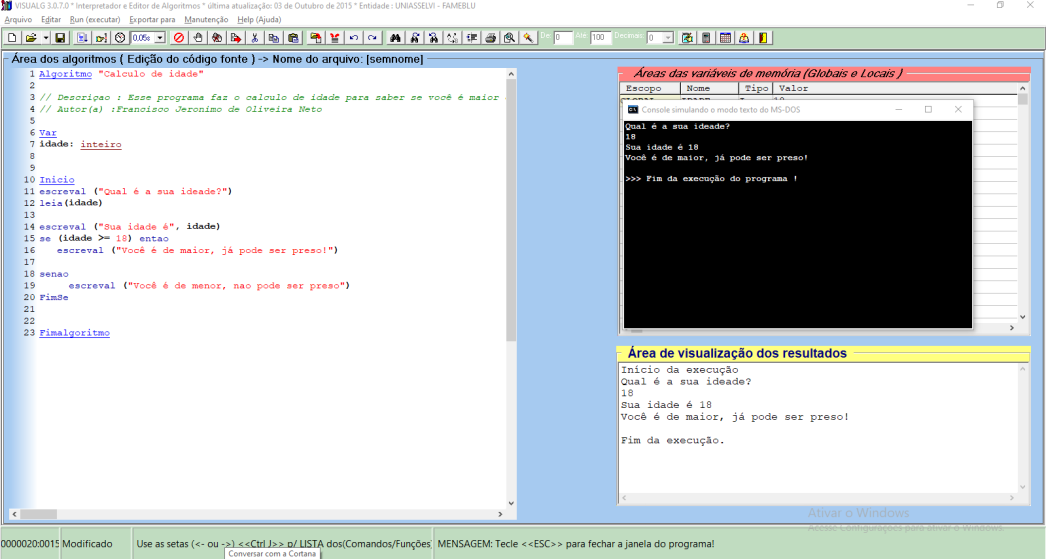 VISUALG 3.0.7.0 * Interpretador e Editor de Algoritmos * última atualização: 03 de Outubro de 2015 * Entidade : UNIASSELVI - FAMEBLU
Arquivo Editar Run (executar) Exportar para Manutenção Help (Ajuda)
0.05s De: 0 Até: 100 Decimais: 0
Área dos algoritmos ( Edição do código fonte ) -> Nome do arquivo: [semnome]
1 Algoritmo "Calculo de idade"
2
3 // Descriçao : Esse programa faz o calculo de idade para saber se você é maior
4 // Autor(a) :Francisco Jeronimo de Oliveira Neto
5
6 Var
7 idade: inteiro
8
9
10 Inicio
11 escreval ("Qual é a sua ideade?")
12 leia(idade)
13
14 escreval ("Sua idade é", idade)
15 se (idade >= 18) entao
16 escreval ("Você é de maior, já pode ser preso!")
17
18 senao
19 escreval ("Você é de menor, nao pode ser preso")
20 FimSe
21
22
23 Fimalgoritmo
Áreas das variáveis de memória (Globais e Locais )
Escopo Nome Tipo Valor
Console simulando o modo texto do MS-DOS
Qual é a sua ideade?
18
Sua idade é 18
Você é de maior, já pode ser preso!
>>> Fim da execução do programa !
Área de visualização dos resultados
Início da execução
Qual é a sua ideade?
18
Sua idade é 18
Você é de maior, já pode ser preso!
Fim da execução.
Ativar o Windows
Acesse Configurações para ativar o Windows.
0000020:0015 Modificado Use as setas (<- ou ->) <<Ctrl J>> p/ LISTA dos(Comandos/Funções) MENSAGEM: Tecle <<ESC>> para fechar a janela do programa!
Conversar com a Cortana